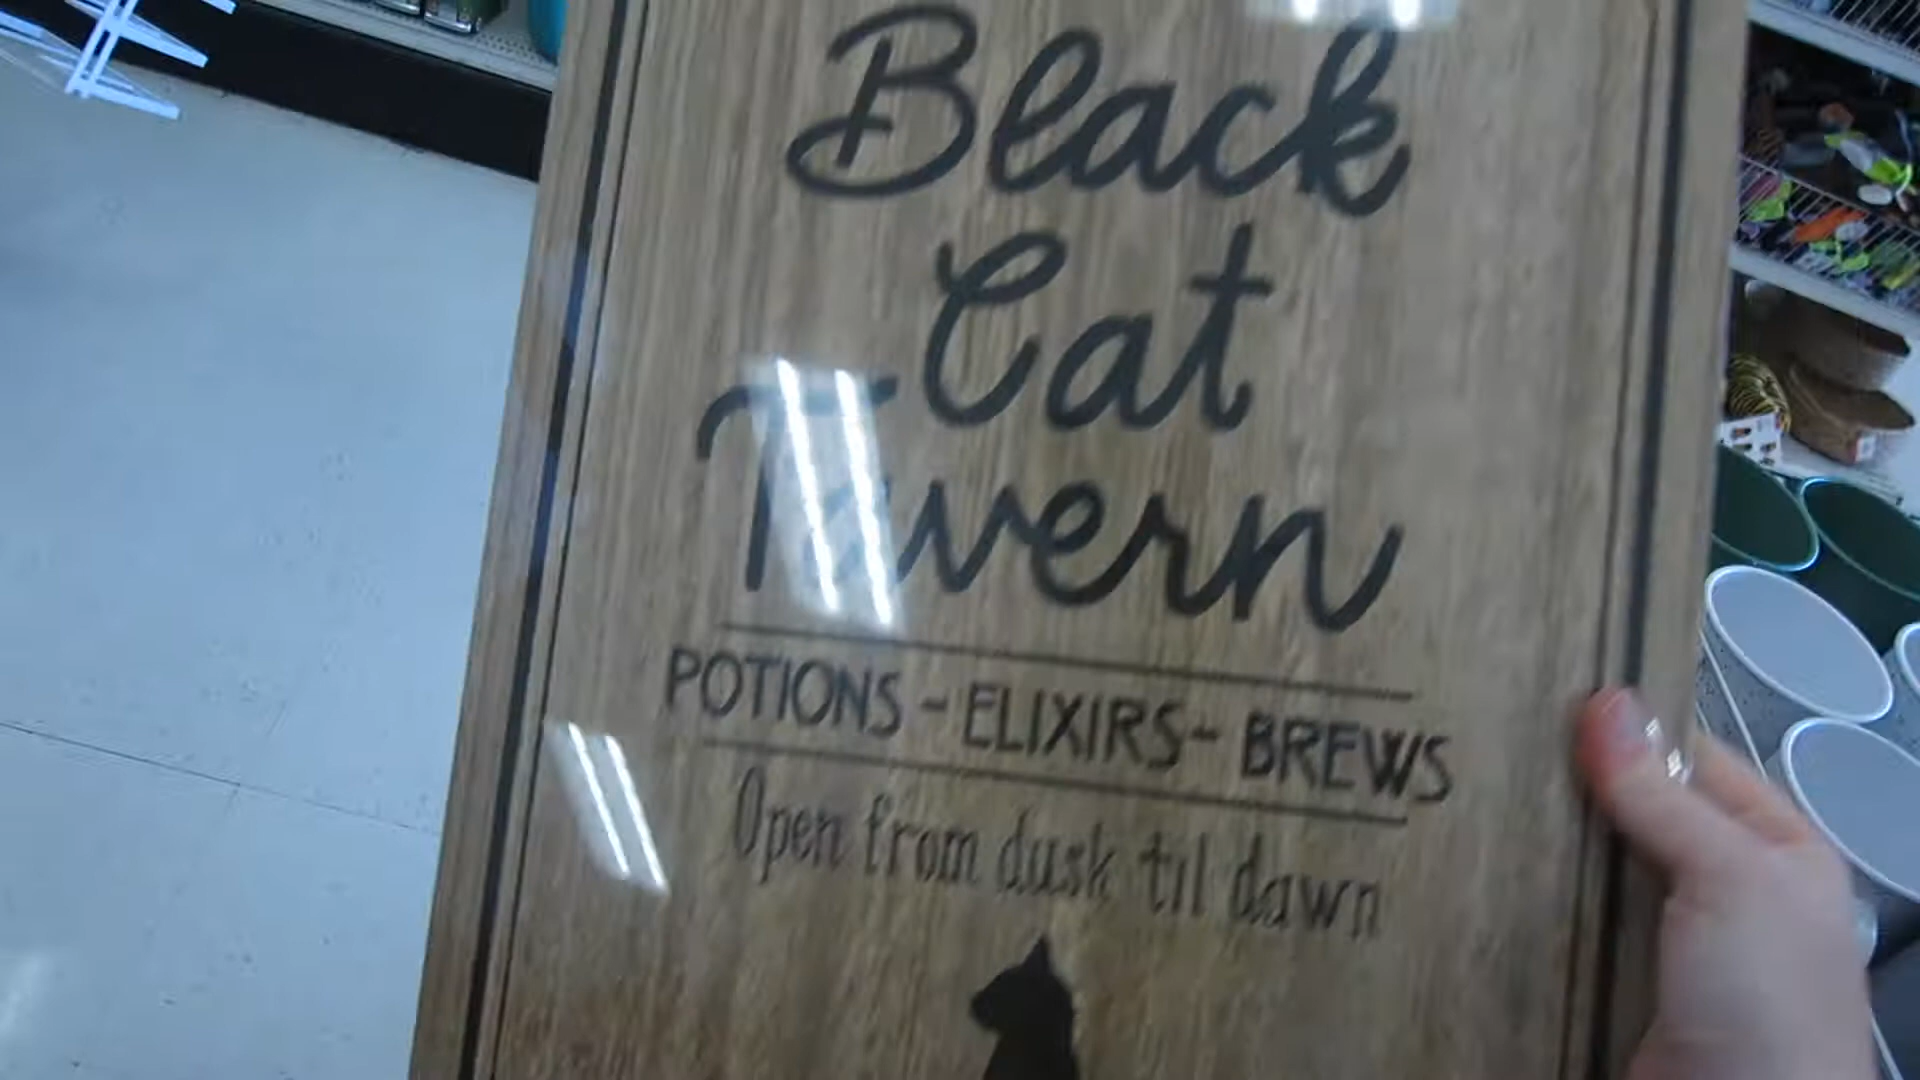 Black
Cat
Tavern
POTIONS - ELIXIRS - BREWS
Open from dusk til dawn